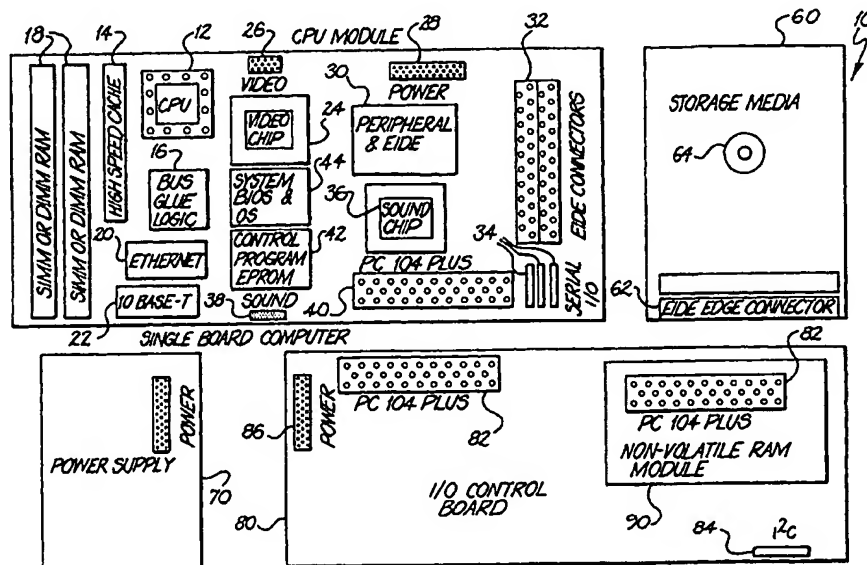 CPU MODULE
18
14
12
26
28
32
60
10
SIMM OR DIMM RAM
SIMM OR DIMM RAM
HIGH SPEED CACHE
CPU
VIDEO
POWER
30
VIDEO CHIP
24
PERIPHERAL & EIDE
EIDE CONNECTORS
STORAGE MEDIA
64
16
BUS GLUE LOGIC
SYSTEM BIOS & OS
44
36
SOUND CHIP
20
ETHERNET
CONTROL PROGRAM EPROM
42
PC 104 PLUS
34
SERIAL I/O
10 BASE-T
SOUND
38
40
62
EIDE EDGE CONNECTOR
22
SINGLE BOARD COMPUTER
POWER
POWER SUPPLY
70
86
POWER
PC 104 PLUS
82
82
PC 104 PLUS
NON-VOLATILE RAM MODULE
I/O CONTROL BOARD
80
90
84
I²C